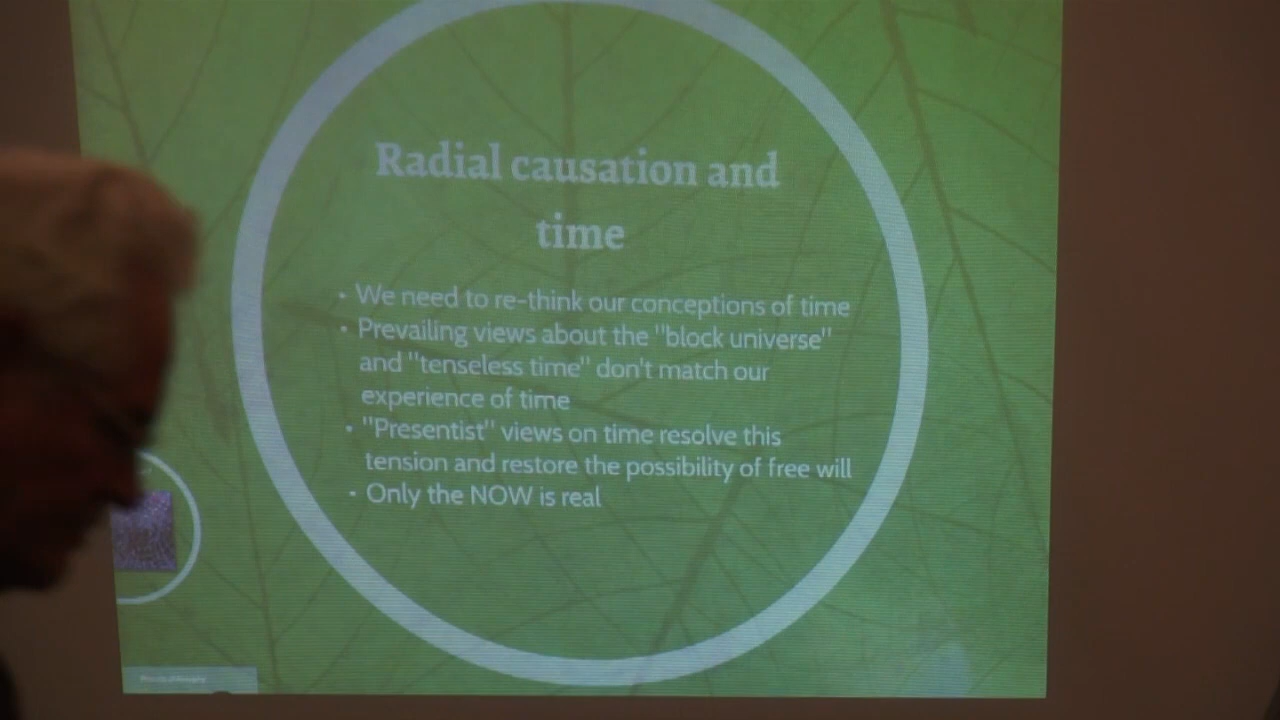 Radial causation and
time
• We need to re-think our conceptions of time
• Prevailing views about the "block universe"
and "tenseless time" don't match our
experience of time
• "Presentist" views on time resolve this
tension and restore the possibility of free will
• Only the NOW is real